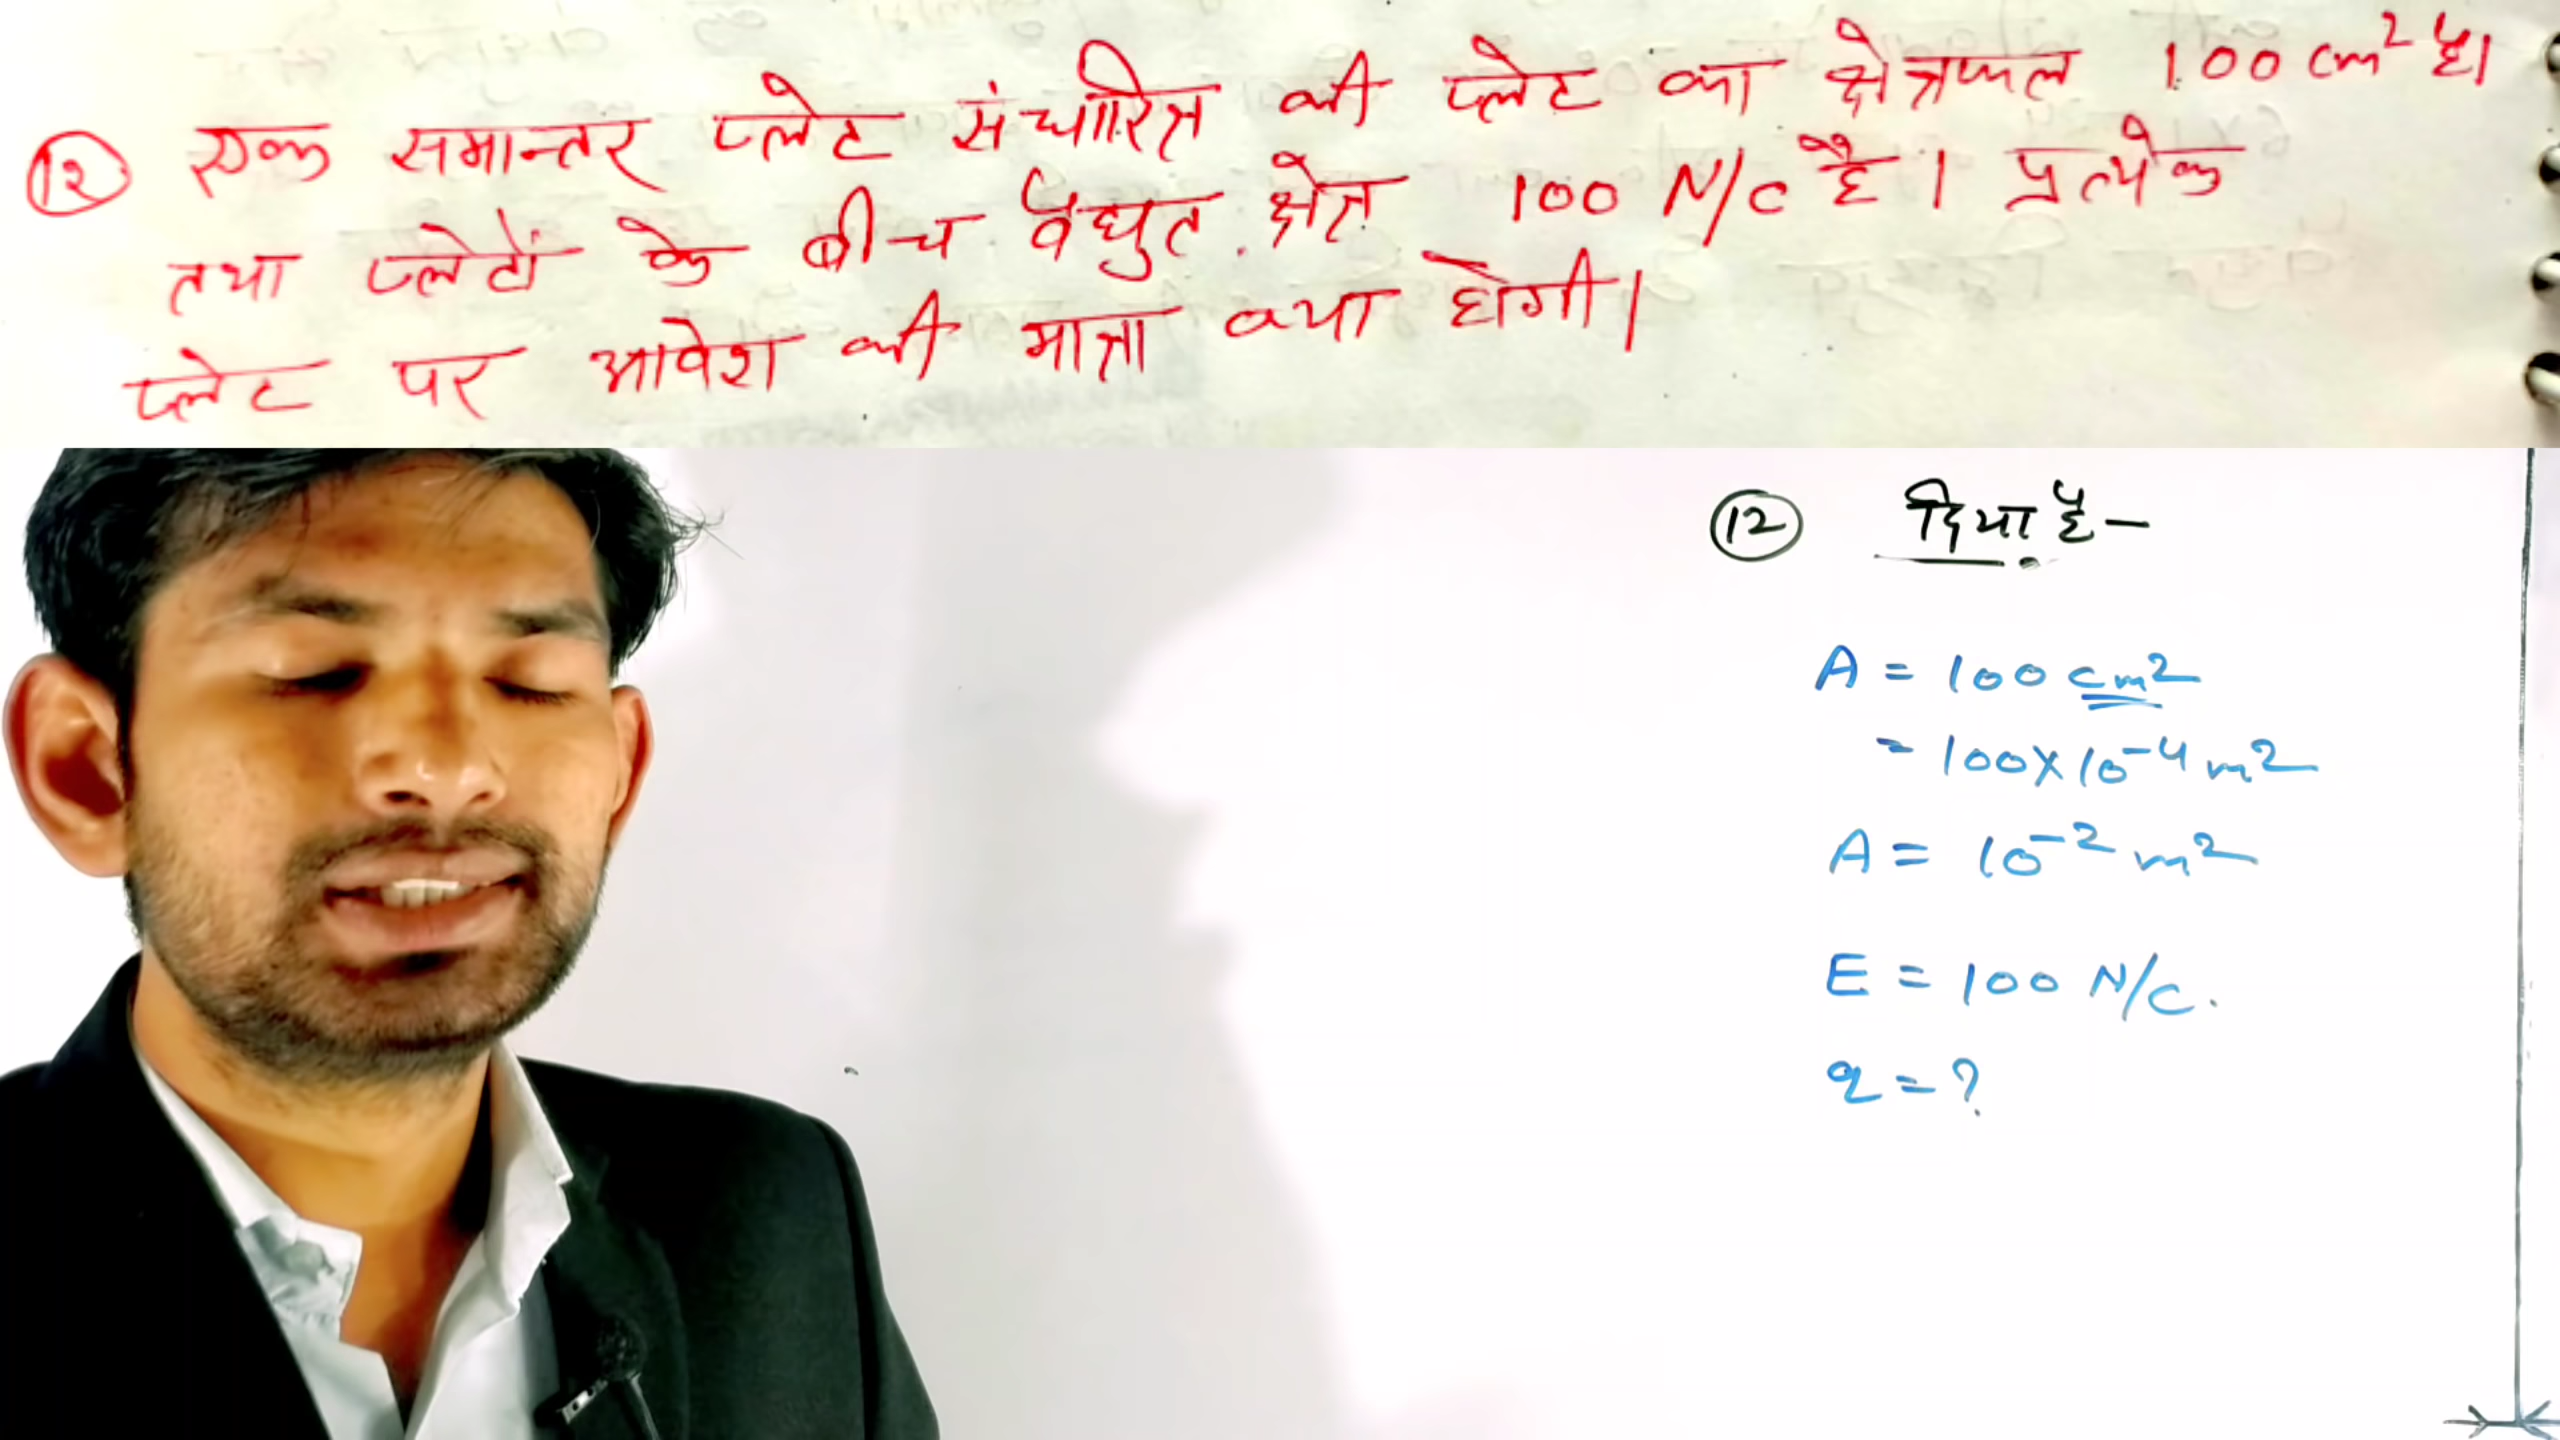 १२ एक समान्तर प्लेट संधारित्र की प्लेट का क्षेत्रफल 100 cm² है।
तथा प्लेटों के बीच वैद्युत क्षेत्र 100 N/C है। प्रत्येक
प्लेट पर आवेश की मात्रा क्या होगी।
12 दिया है –
A = 100 cm²
= 100×10⁻⁴ m²
A = 10⁻² m²
E = 100 N/C.
q = ?